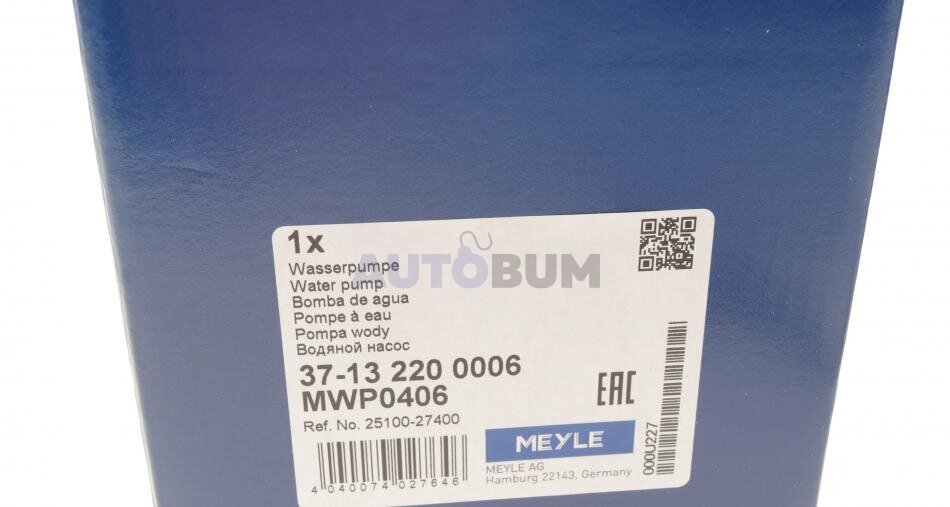 1x
Wasserpumpe
Water pump
Bomba de agua
Pompe à eau
Pompa wody
Водяной насос
AUTOBUM
37-13 220 0006
MWP0406
Ref. No. 25100-27400
EAC
MEYLE
MEYLE AG
Hamburg 22143, Germany
4 040074 027646
000U227